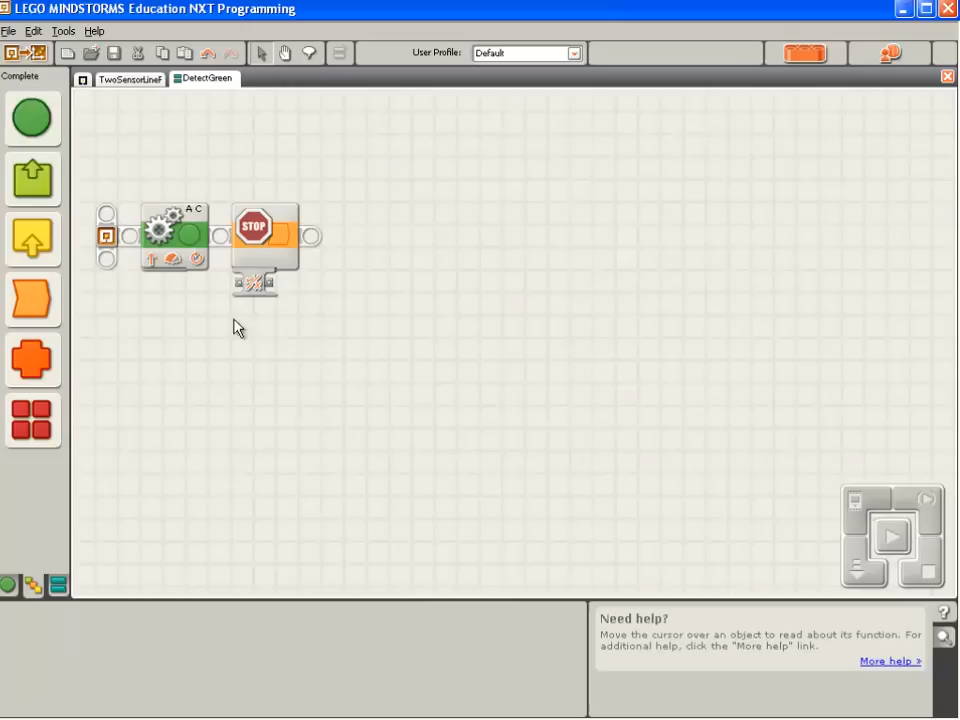 LEGO MINDSTORMS Education NXT Programming
File Edit Tools Help
User Profile: Default
Complete
TwoSensorLineF
DetectGreen
A C
STOP
Need help?
Move the cursor over an object to read about its function. For
additional help, click the "More help" link.
More help »